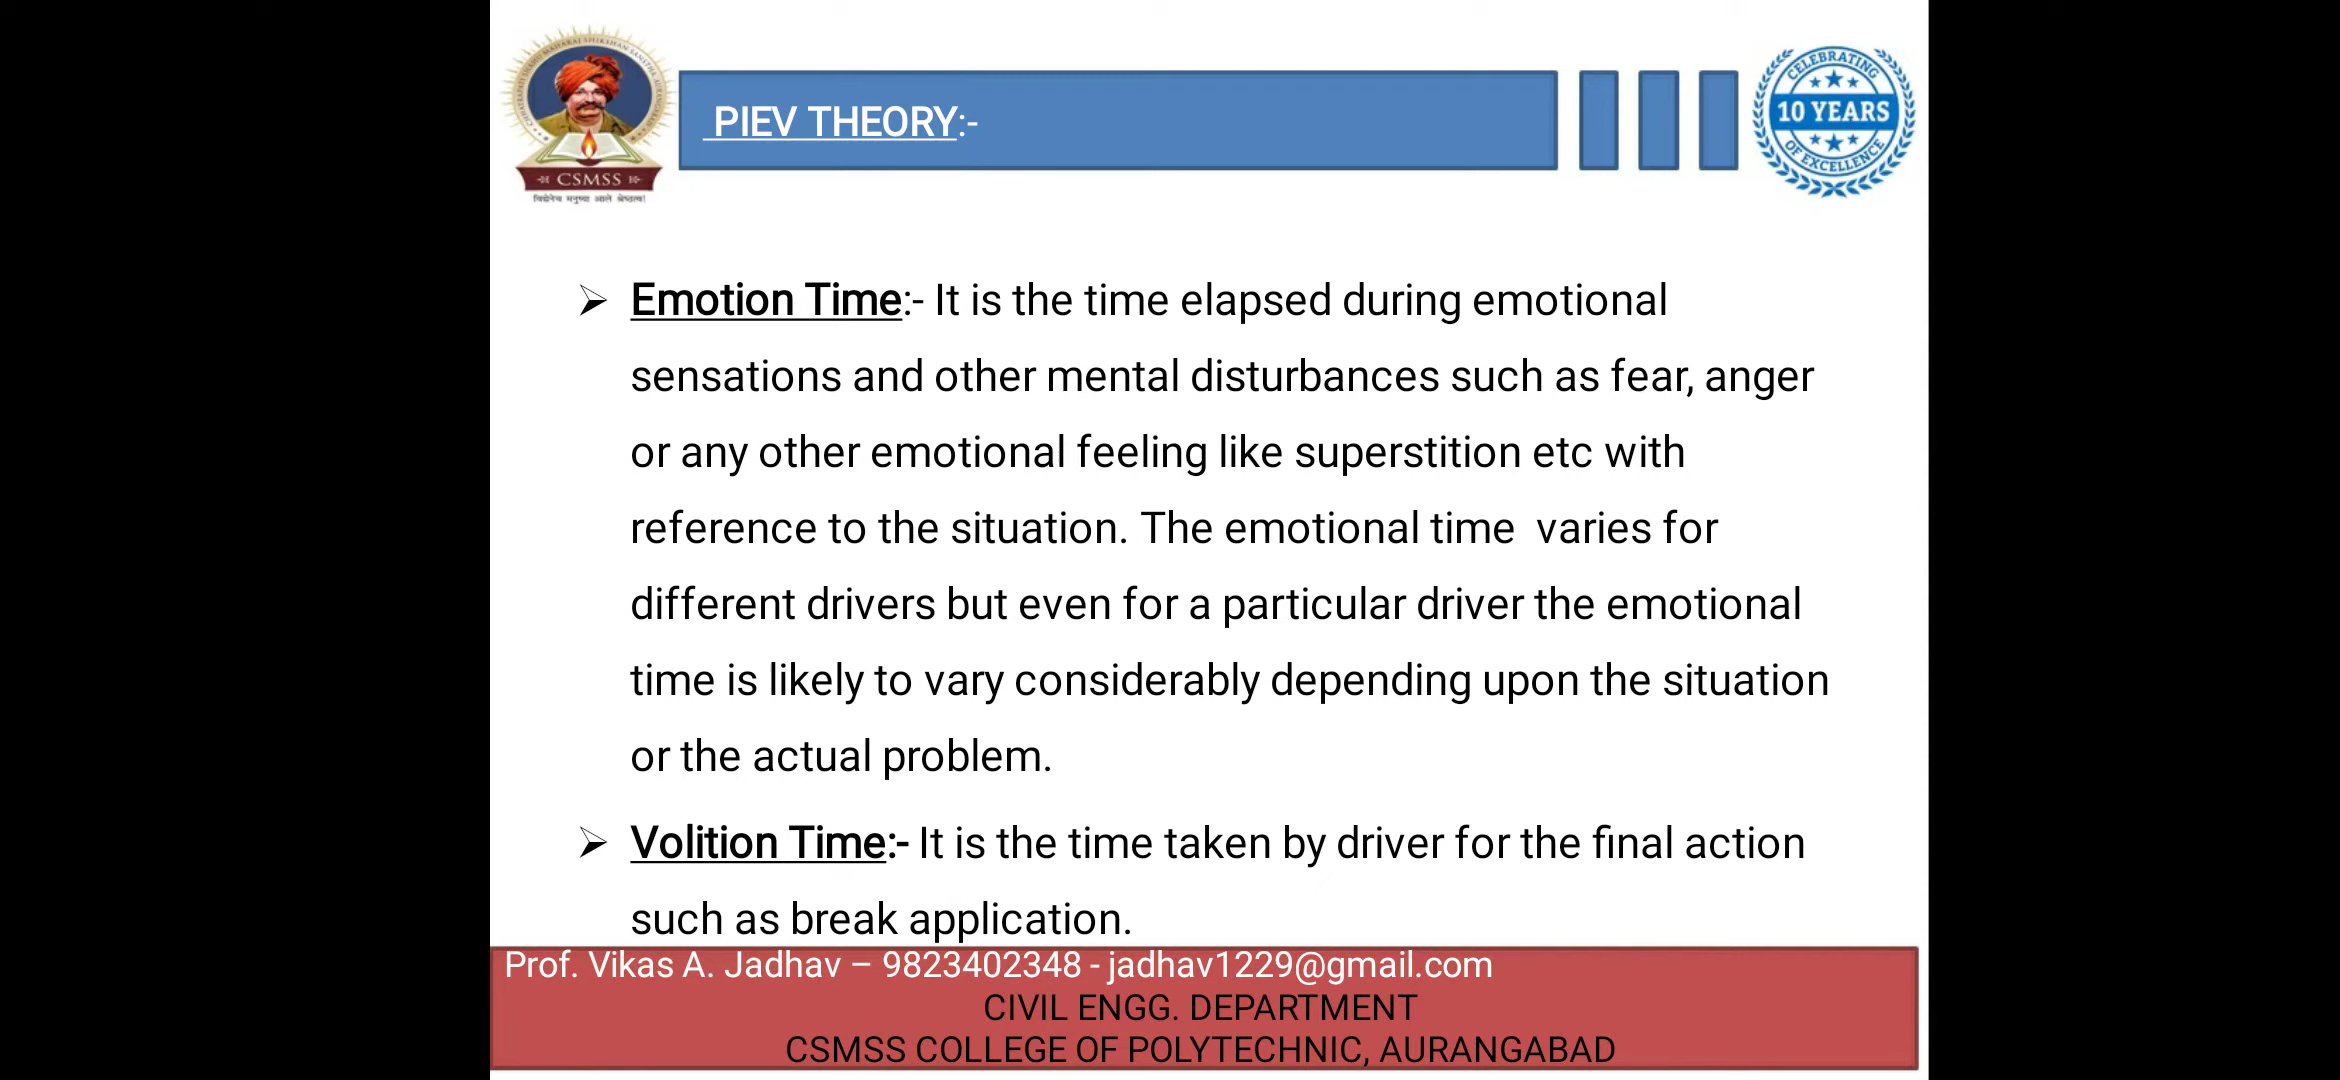 CSMSS
PIEV THEORY:-
CELEBRATING
10 YEARS
OF EXCELLENCE
➢ Emotion Time:- It is the time elapsed during emotional
sensations and other mental disturbances such as fear, anger
or any other emotional feeling like superstition etc with
reference to the situation. The emotional time varies for
different drivers but even for a particular driver the emotional
time is likely to vary considerably depending upon the situation
or the actual problem.
➢ Volition Time:- It is the time taken by driver for the final action
such as break application.
Prof. Vikas A. Jadhav – 9823402348 - jadhav1229@gmail.com
CIVIL ENGG. DEPARTMENT
CSMSS COLLEGE OF POLYTECHNIC, AURANGABAD